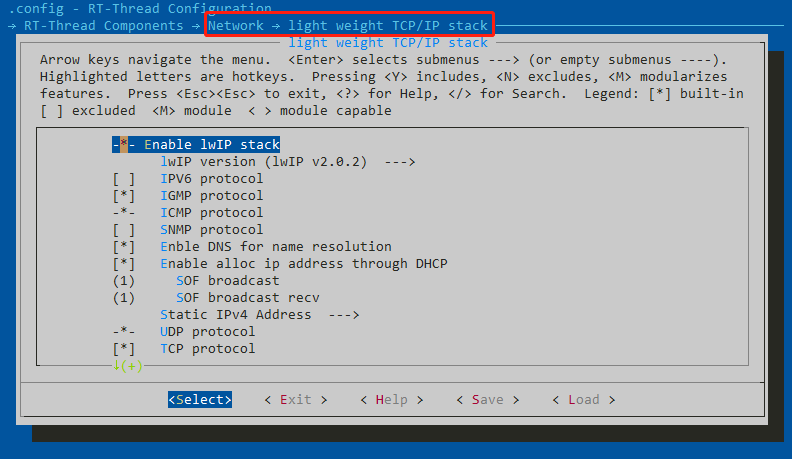 .config - RT-Thread Configuration
→ RT-Thread Components → Network → light weight TCP/IP stack
light weight TCP/IP stack
Arrow keys navigate the menu.  <Enter> selects submenus ---> (or empty submenus ----).
Highlighted letters are hotkeys.  Pressing <Y> includes, <N> excludes, <M> modularizes
features.  Press <Esc><Esc> to exit, <?> for Help, </> for Search.  Legend: [*] built-in
[ ] excluded  <M> module  < > module capable
-*- Enable lwIP stack
lwIP version (lwIP v2.0.2)  --->
[ ]   IPV6 protocol
[*]   IGMP protocol
-*-   ICMP protocol
[ ]   SNMP protocol
[*]   Enble DNS for name resolution
[*]   Enable alloc ip address through DHCP
(1)     SOF broadcast
(1)     SOF broadcast recv
Static IPv4 Address  --->
-*-   UDP protocol
[*]   TCP protocol
↓(+)
<Select>    < Exit >    < Help >    < Save >    < Load >